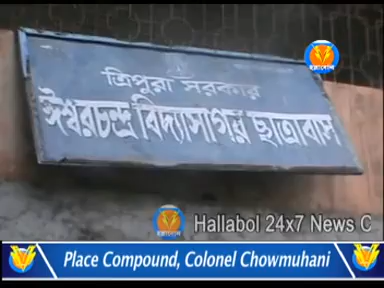 ত্রিপুরা সরকার
ঈশ্বরচন্দ্র বিদ্যাসাগর ছাত্রাবাস
Hallabol 24x7 News C
Place Compound, Colonel Chowmuhani